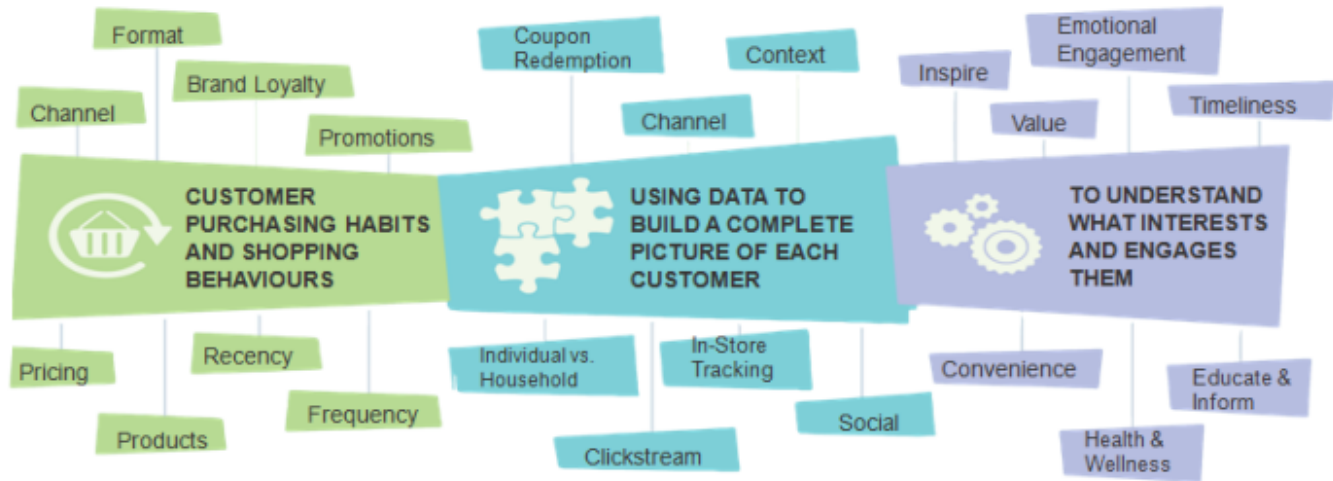 Format
Brand Loyalty
Channel
Promotions
CUSTOMER
PURCHASING HABITS
AND SHOPPING
BEHAVIOURS
Pricing
Recency
Products
Frequency
Coupon
Redemption
Context
Channel
USING DATA TO
BUILD A COMPLETE
PICTURE OF EACH
CUSTOMER
Individual vs.
Household
In-Store
Tracking
Clickstream
Social
Emotional
Engagement
Inspire
Value
Timeliness
TO UNDERSTAND
WHAT INTERESTS
AND ENGAGES
THEM
Convenience
Educate &
Inform
Health &
Wellness